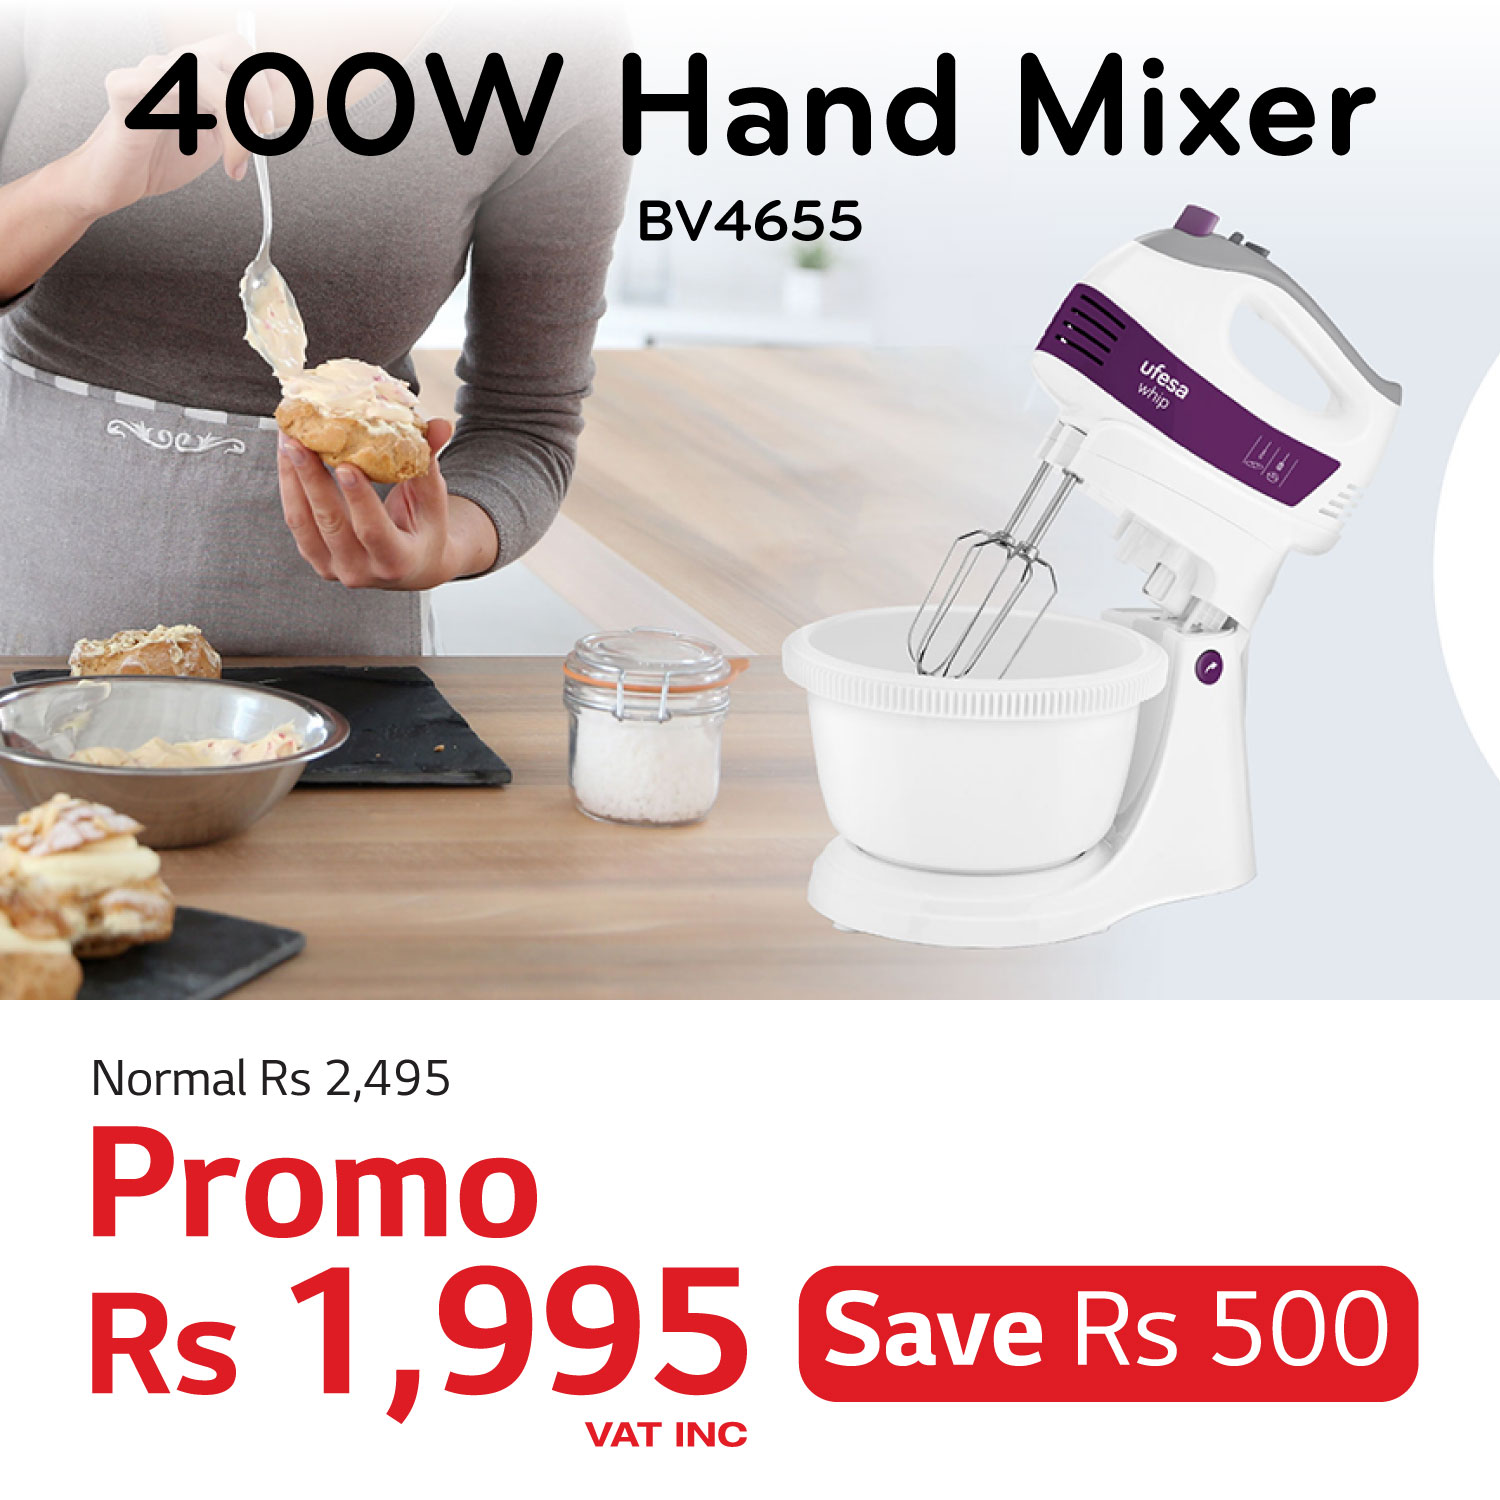 400W Hand Mixer
BV4655
ufesa
whip
Normal Rs 2,495
Promo
Rs 1,995
Save Rs 500
VAT INC